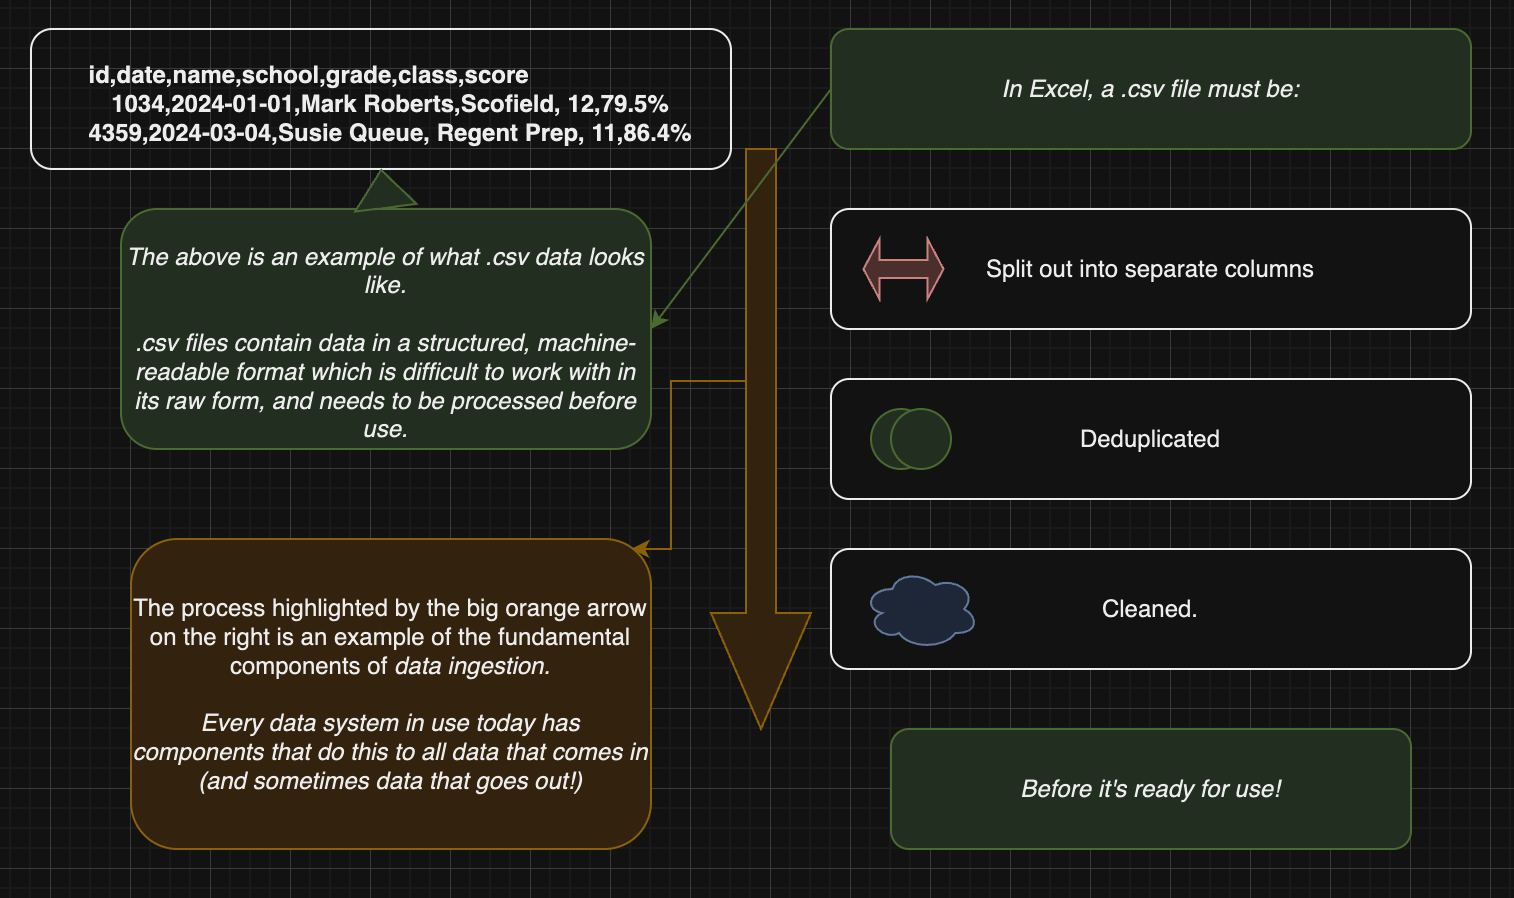 id,date,name,school,grade,class,score
1034,2024-01-01,Mark Roberts,Scofield, 12,79.5%
4359,2024-03-04,Susie Queue, Regent Prep, 11,86.4%
The above is an example of what .csv data looks
like.
.csv files contain data in a structured, machine-
readable format which is difficult to work with in
its raw form, and needs to be processed before
use.
The process highlighted by the big orange arrow
on the right is an example of the fundamental
components of data ingestion.
Every data system in use today has
components that do this to all data that comes in
(and sometimes data that goes out!)
In Excel, a .csv file must be:
Split out into separate columns
Deduplicated
Cleaned.
Before it's ready for use!